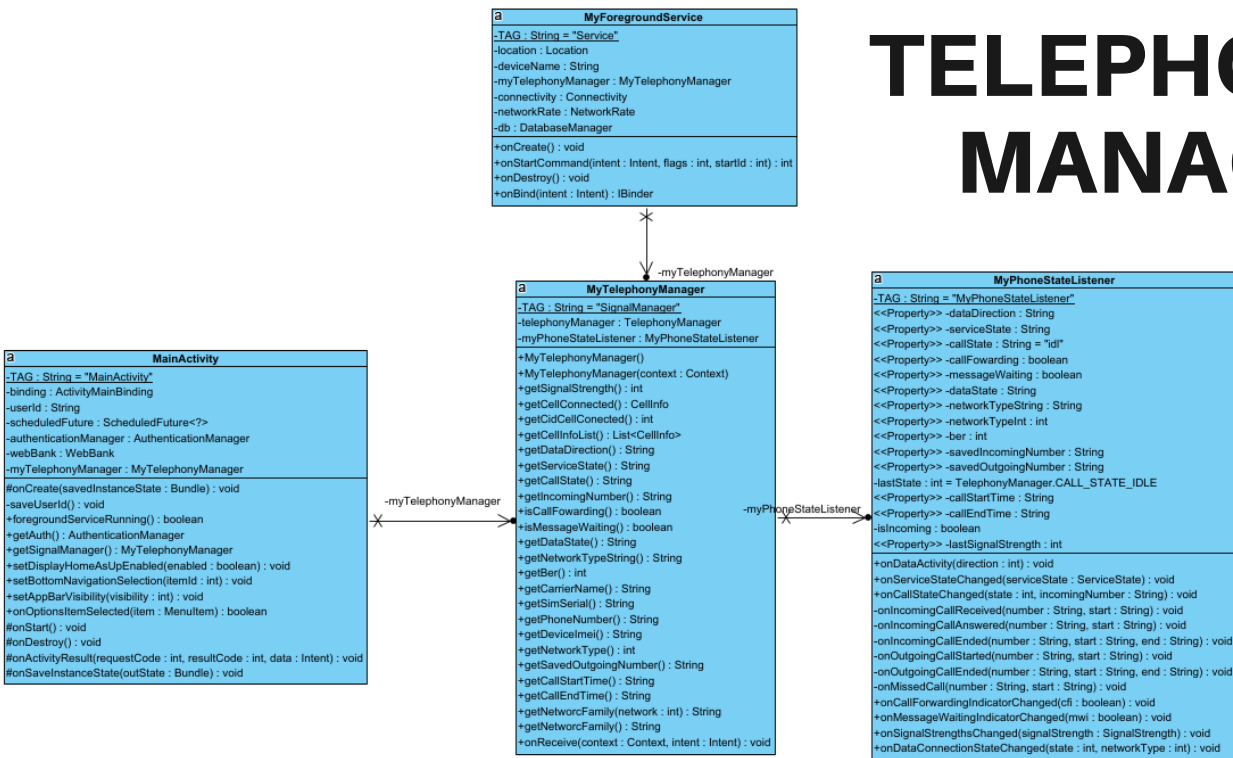 TELEPHO
MANA
a
MyForegroundService
-TAG : String = "Service"
-location : Location
-deviceName : String
-myTelephonyManager : MyTelephonyManager
-connectivity : Connectivity
-networkRate : NetworkRate
-db : DatabaseManager
+onCreate() : void
+onStartCommand(intent : Intent, flags : int, startId : int) : int
+onDestroy() : void
+onBind(intent : Intent) : IBinder
-myTelephonyManager
a
MainActivity
-TAG : String = "MainActivity"
-binding : ActivityMainBinding
-userId : String
-scheduledFuture : ScheduledFuture<?>
-authenticationManager : AuthenticationManager
-webBank : WebBank
-myTelephonyManager : MyTelephonyManager
#onCreate(savedInstanceState : Bundle) : void
-saveUserId() : void
+foregroundServiceRunning() : boolean
+getAuth() : AuthenticationManager
+getSignalManager() : MyTelephonyManager
+setDisplayHomeAsUpEnabled(enabled : boolean) : void
+setBottomNavigationSelection(itemId : int) : void
+setAppBarVisibility(visibility : int) : void
+onOptionsItemSelected(item : MenuItem) : boolean
#onStart() : void
#onDestroy() : void
#onActivityResult(requestCode : int, resultCode : int, data : Intent) : void
#onSaveInstanceState(outState : Bundle) : void
-myTelephonyManager
a
MyTelephonyManager
-TAG : String = "SignalManager"
-telephonyManager : TelephonyManager
-myPhoneStateListener : MyPhoneStateListener
+MyTelephonyManager()
+MyTelephonyManager(context : Context)
+getSignalStrength() : int
+getCellConnected() : CellInfo
+getCidCellConected() : int
+getCellInfoList() : List<CellInfo>
+getDataDirection() : String
+getServiceState() : String
+getCallState() : String
+getIncomingNumber() : String
+isCallFowarding() : boolean
+isMessageWaiting() : boolean
+getDataState() : String
+getNetworkTypeString() : String
+getBer() : int
+getCarrierName() : String
+getSimSerial() : String
+getPhoneNumber() : String
+getDeviceImei() : String
+getNetworkType() : int
+getSavedOutgoingNumber() : String
+getCallStartTime() : String
+getCallEndTime() : String
+getNetworcFamily(network : int) : String
+getNetworcFamily() : String
+onReceive(context : Context, intent : Intent) : void
-myPhoneStateListener
a
MyPhoneStateListener
-TAG : String = "MyPhoneStateListener"
<<Property>> -dataDirection : String
<<Property>> -serviceState : String
<<Property>> -callState : String = "idl"
<<Property>> -callFowarding : boolean
<<Property>> -messageWaiting : boolean
<<Property>> -dataState : String
<<Property>> -networkTypeString : String
<<Property>> -networkTypeInt : int
<<Property>> -ber : int
<<Property>> -savedIncomingNumber : String
<<Property>> -savedOutgoingNumber : String
-lastState : int = TelephonyManager.CALL_STATE_IDLE
<<Property>> -callStartTime : String
<<Property>> -callEndTime : String
-isIncoming : boolean
<<Property>> -lastSignalStrength : int
+onDataActivity(direction : int) : void
+onServiceStateChanged(serviceState : ServiceState) : void
+onCallStateChanged(state : int, incomingNumber : String) : void
-onIncomingCallReceived(number : String, start : String) : void
-onIncomingCallAnswered(number : String, start : String) : void
-onIncomingCallEnded(number : String, start : String, end : String) : void
-onOutgoingCallStarted(number : String, start : String) : void
-onOutgoingCallEnded(number : String, start : String, end : String) : void
-onMissedCall(number : String, start : String) : void
+onCallForwardingIndicatorChanged(cfi : boolean) : void
+onMessageWaitingIndicatorChanged(mwi : boolean) : void
+onSignalStrengthsChanged(signalStrength : SignalStrength) : void
+onDataConnectionStateChanged(state : int, networkType : int) : void